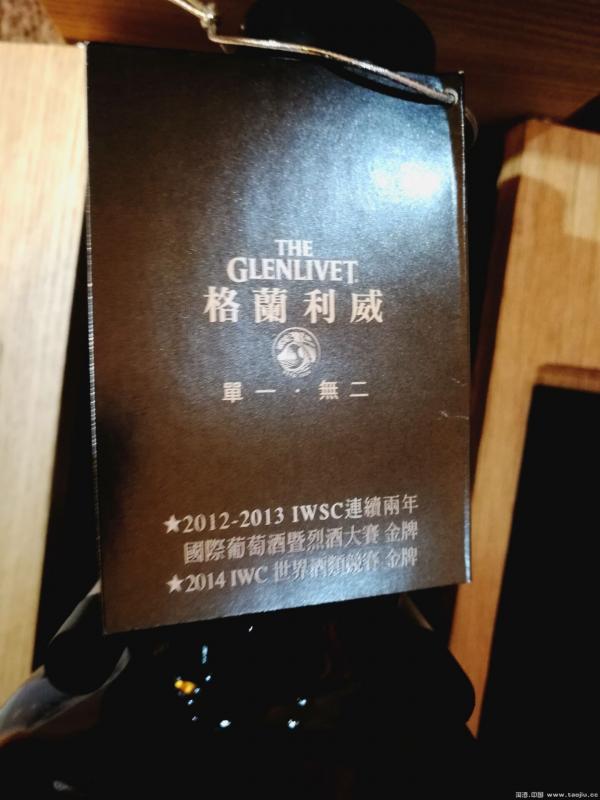 THE
GLENLIVET
格蘭利威
單一·無二
★2012-2013 IWSC連續兩年
國際葡萄酒暨烈酒大賽 金牌
★2014 IWC 世界酒類競賽 金牌
淘酒.中国 www.taojiu.cc